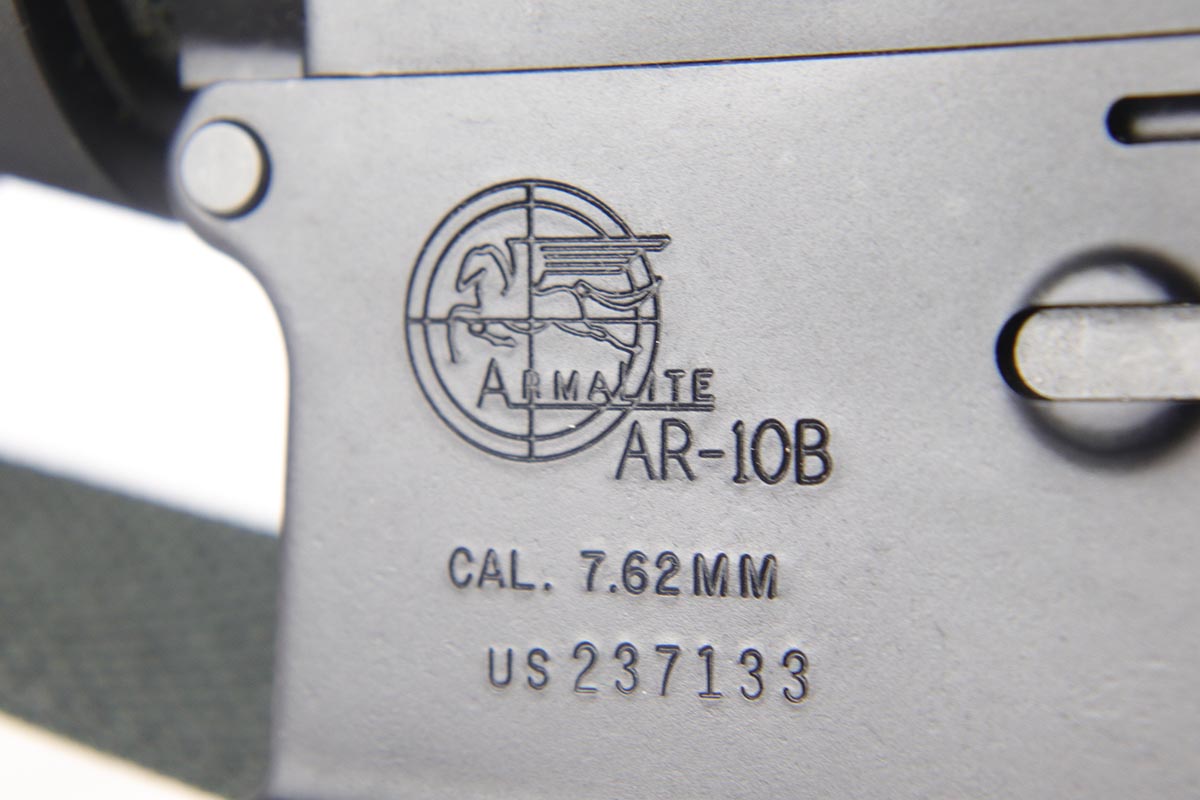 ARMALITE
AR-10B
CAL. 7.62MM
US237133